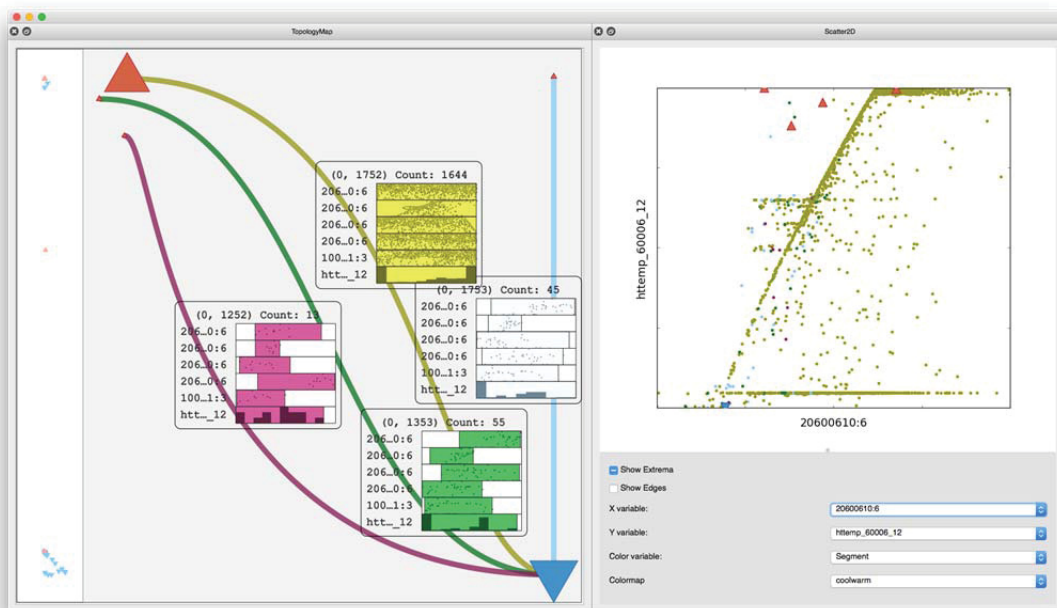 TopologyMap
(0, 1752) Count: 1644
206…0:6
206…0:6
206…0:6
206…0:6
100…1:3
htt…_12
(0, 1753) Count: 45
206…0:6
206…0:6
206…0:6
206…0:6
100…1:3
htt…_12
(0, 1252) Count: 13
206…0:6
206…0:6
206…0:6
206…0:6
100…1:3
htt…_12
(0, 1353) Count: 55
206…0:6
206…0:6
206…0:6
206…0:6
100…1:3
htt…_12
Scatter2D
httemp_60006_12
20600610:6
Show Extrema
Show Edges
X variable: 20600610:6
Y variable: httemp_60006_12
Color variable: Segment
Colormap coolwarm